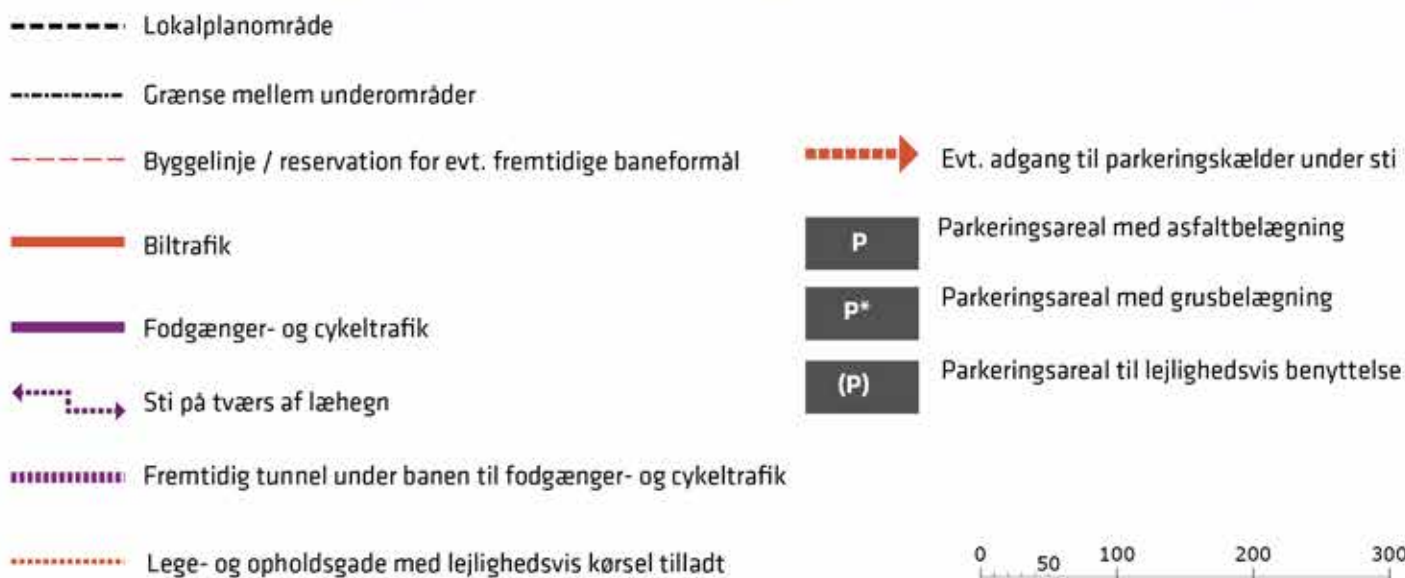 Lokalplanområde
Grænse mellem underområder
Byggelinje / reservation for evt. fremtidige baneformål
Biltrafik
Fodgænger- og cykeltrafik
Sti på tværs af læhegn
Fremtidig tunnel under banen til fodgænger- og cykeltrafik
Lege- og opholdsgade med lejlighedsvis kørsel tilladt
Evt. adgang til parkeringskælder under sti
P Parkeringsareal med asfaltbelægning
P* Parkeringsareal med grusbelægning
(P) Parkeringsareal til lejlighedsvis benyttelse
0 50 100 200 300